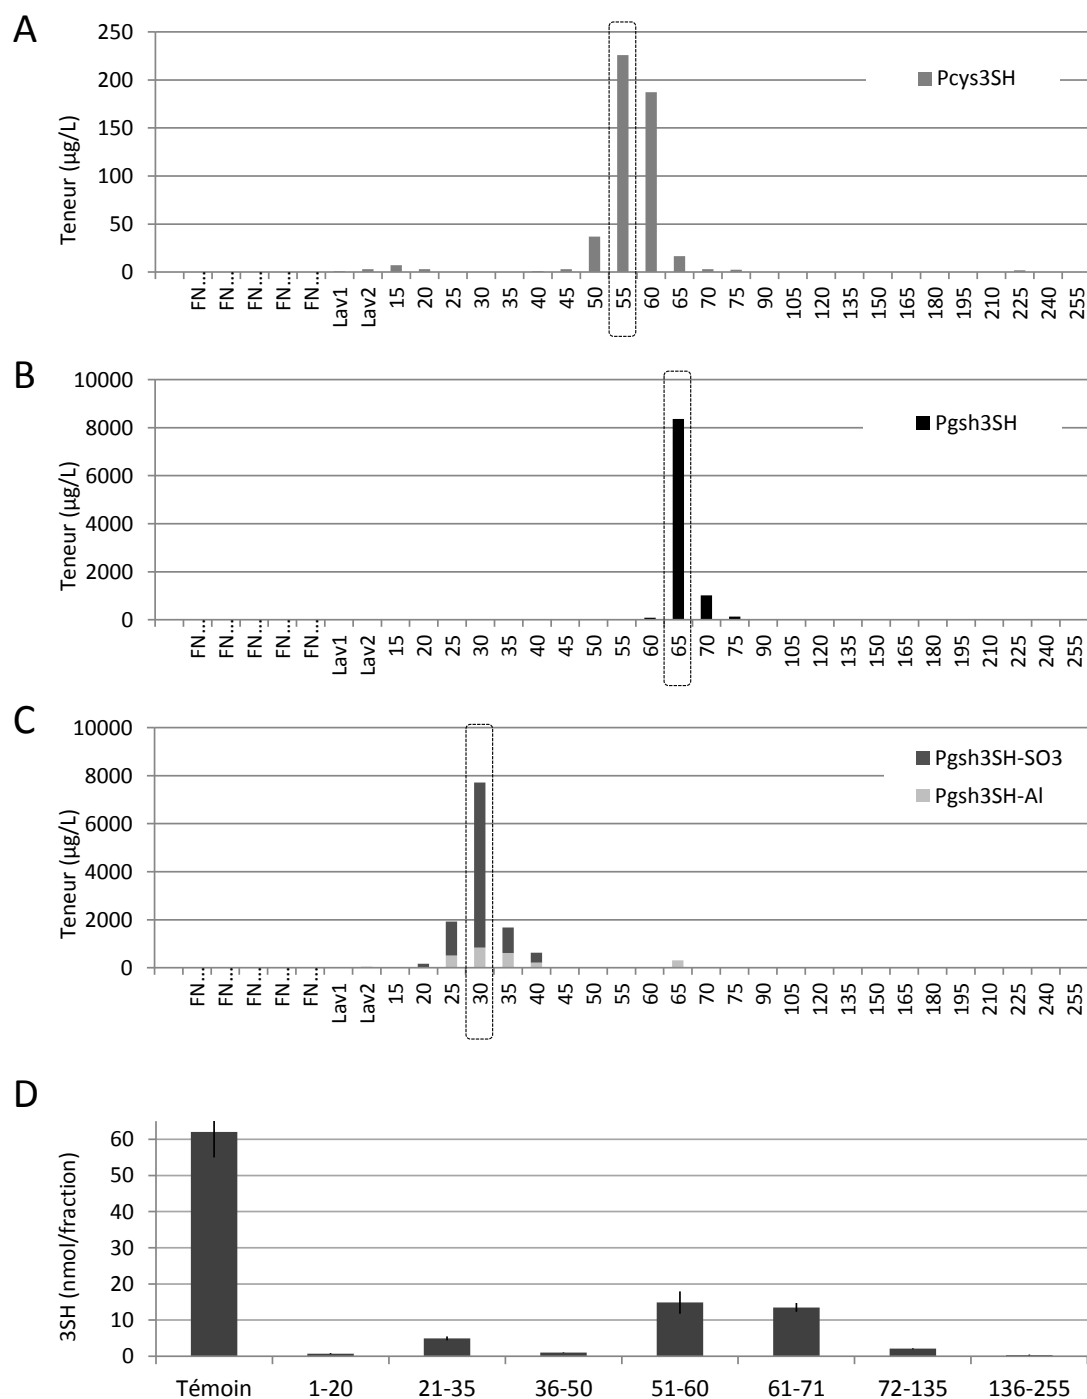 A
Teneur (µg/L)
250
200
150
100
50
0
Pcys3SH
FN... FN... FN... FN... FN... Lav1 Lav2 15 20 25 30 35 40 45 50 55 60 65 70 75 90 105 120 135 150 165 180 195 210 225 240 255
B
Teneur (µg/L)
10000
8000
6000
4000
2000
0
Pgsh3SH
FN... FN... FN... FN... FN... Lav1 Lav2 15 20 25 30 35 40 45 50 55 60 65 70 75 90 105 120 135 150 165 180 195 210 225 240 255
C
Teneur (µg/L)
10000
8000
6000
4000
2000
0
Pgsh3SH-SO3
Pgsh3SH-Al
FN... FN... FN... FN... FN... Lav1 Lav2 15 20 25 30 35 40 45 50 55 60 65 70 75 90 105 120 135 150 165 180 195 210 225 240 255
D
3SH (nmol/fraction)
60
50
40
30
20
10
0
Témoin 1-20 21-35 36-50 51-60 61-71 72-135 136-255